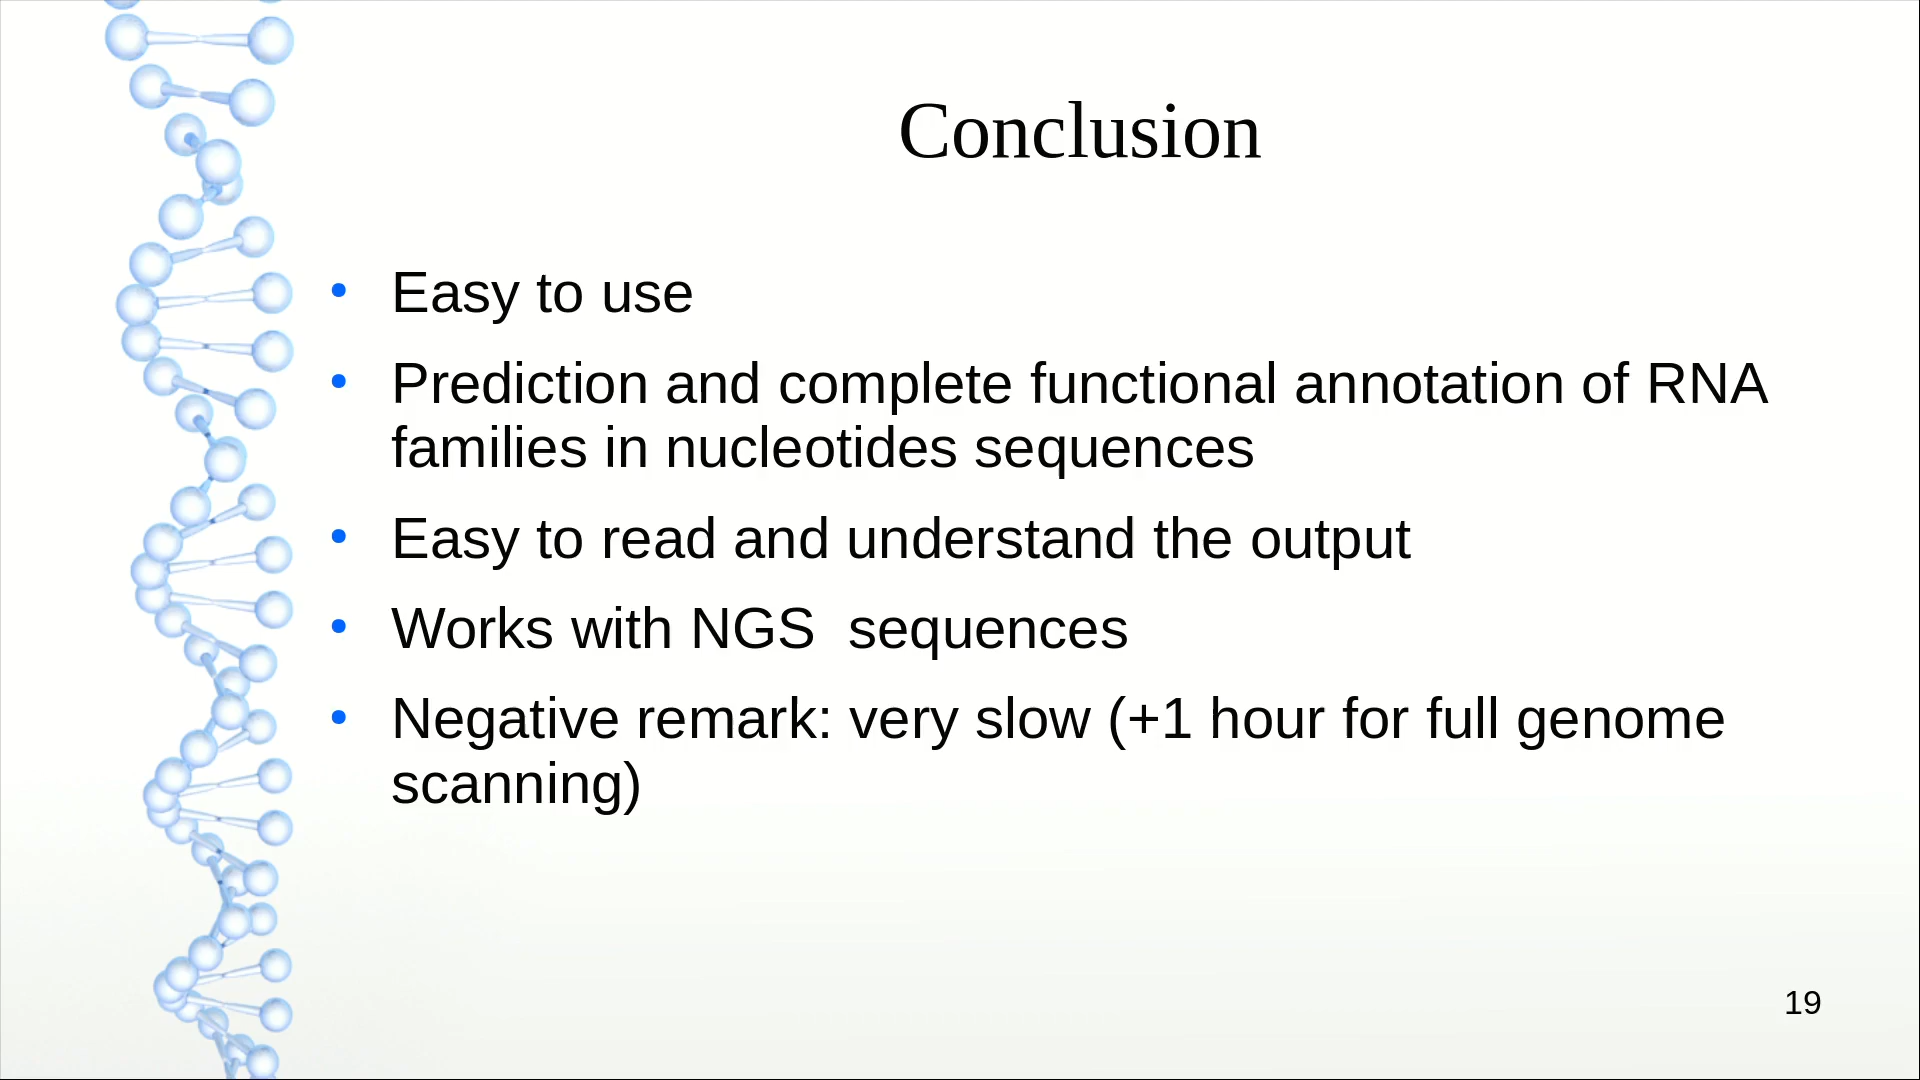 Conclusion
• Easy to use
• Prediction and complete functional annotation of RNA
families in nucleotides sequences
• Easy to read and understand the output
• Works with NGS  sequences
• Negative remark: very slow (+1 hour for full genome
scanning)
19